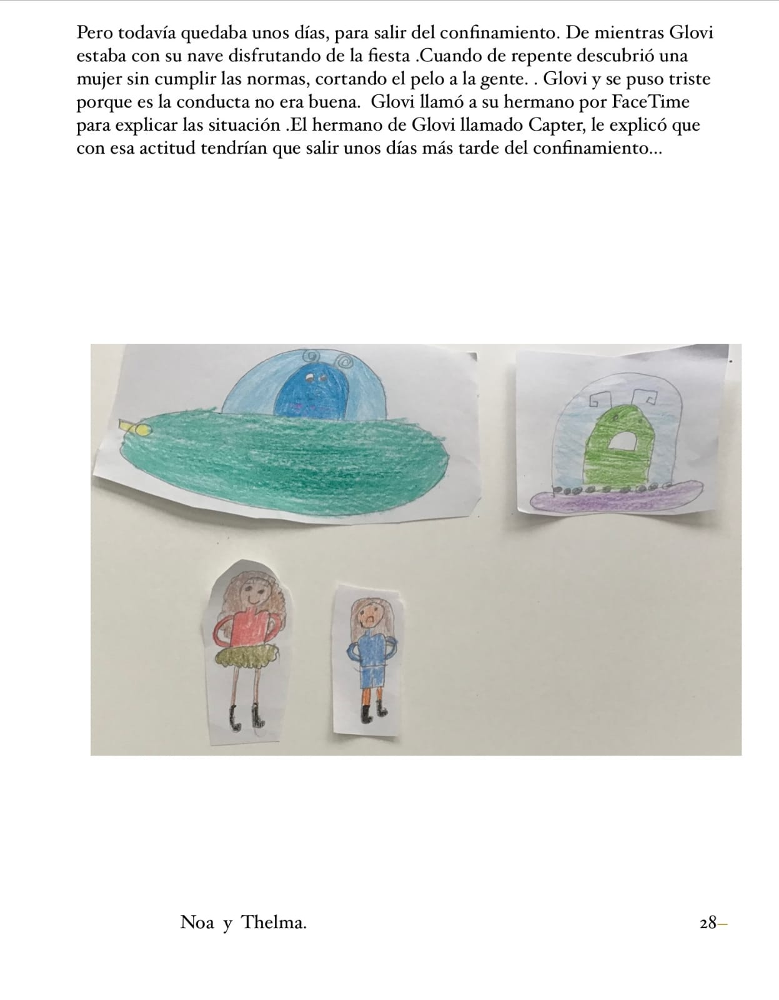 Pero todavía quedaba unos días, para salir del confinamiento. De mientras Glovi
estaba con su nave disfrutando de la fiesta .Cuando de repente descubrió una
mujer sin cumplir las normas, cortando el pelo a la gente. . Glovi y se puso triste
porque es la conducta no era buena.  Glovi llamó a su hermano por FaceTime
para explicar las situación .El hermano de Glovi llamado Capter, le explicó que
con esa actitud tendrían que salir unos días más tarde del confinamiento...
Noa y Thelma.
28–